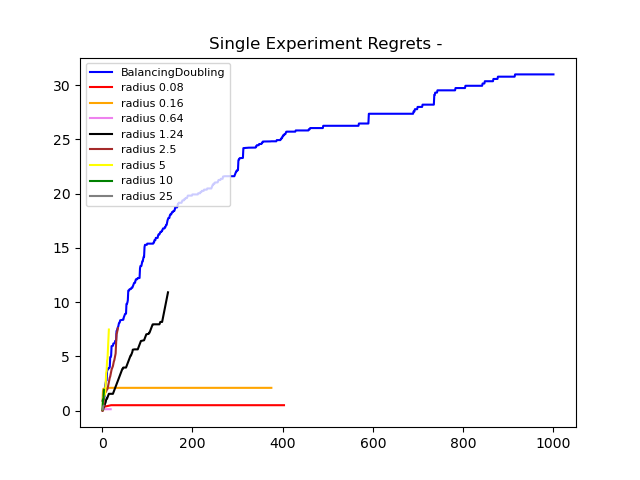 Single Experiment Regrets -
BalancingDoubling
radius 0.08
radius 0.16
radius 0.64
radius 1.24
radius 2.5
radius 5
radius 10
radius 25
30
25
20
15
10
5
0
0 200 400 600 800 1000